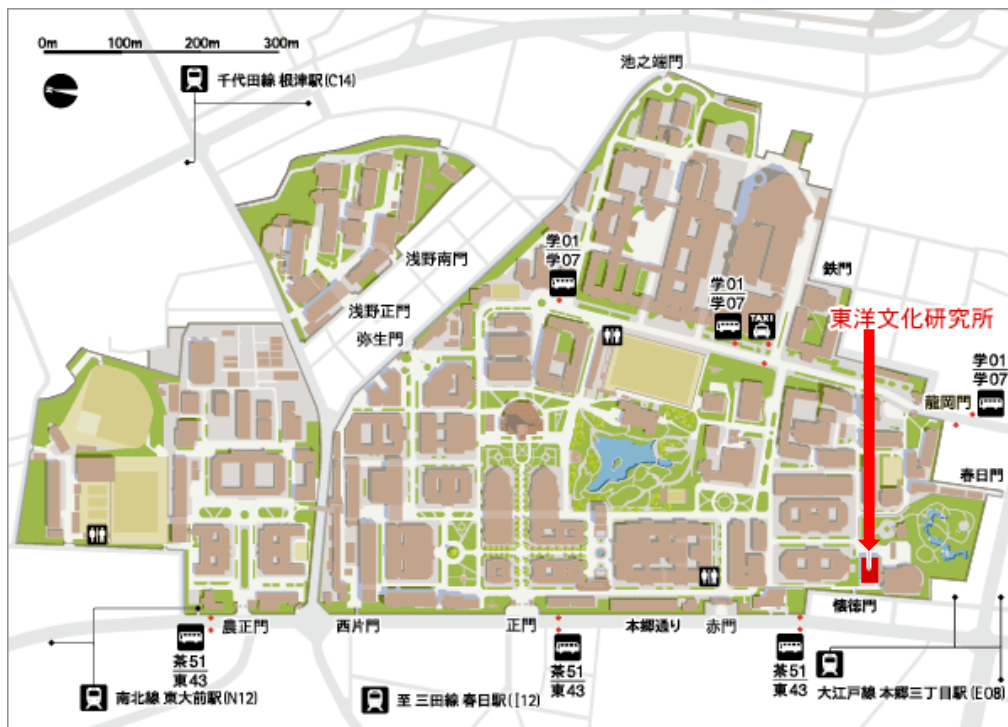 0m 100m 200m 300m
千代田線 根津駅(C14)
池之端門
学01
学07
浅野南門
学01
学07
TAXI
鉄門
浅野正門
東洋文化研究所
弥生門
学01
学07
龍岡門
春日門
懐徳門
農正門
西片門
正門
本郷通り
赤門
茶51
東43
茶51
東43
茶51
東43
南北線 東大前駅(N12)
至 三田線 春日駅(I12)
大江戸線 本郷三丁目駅(E08)